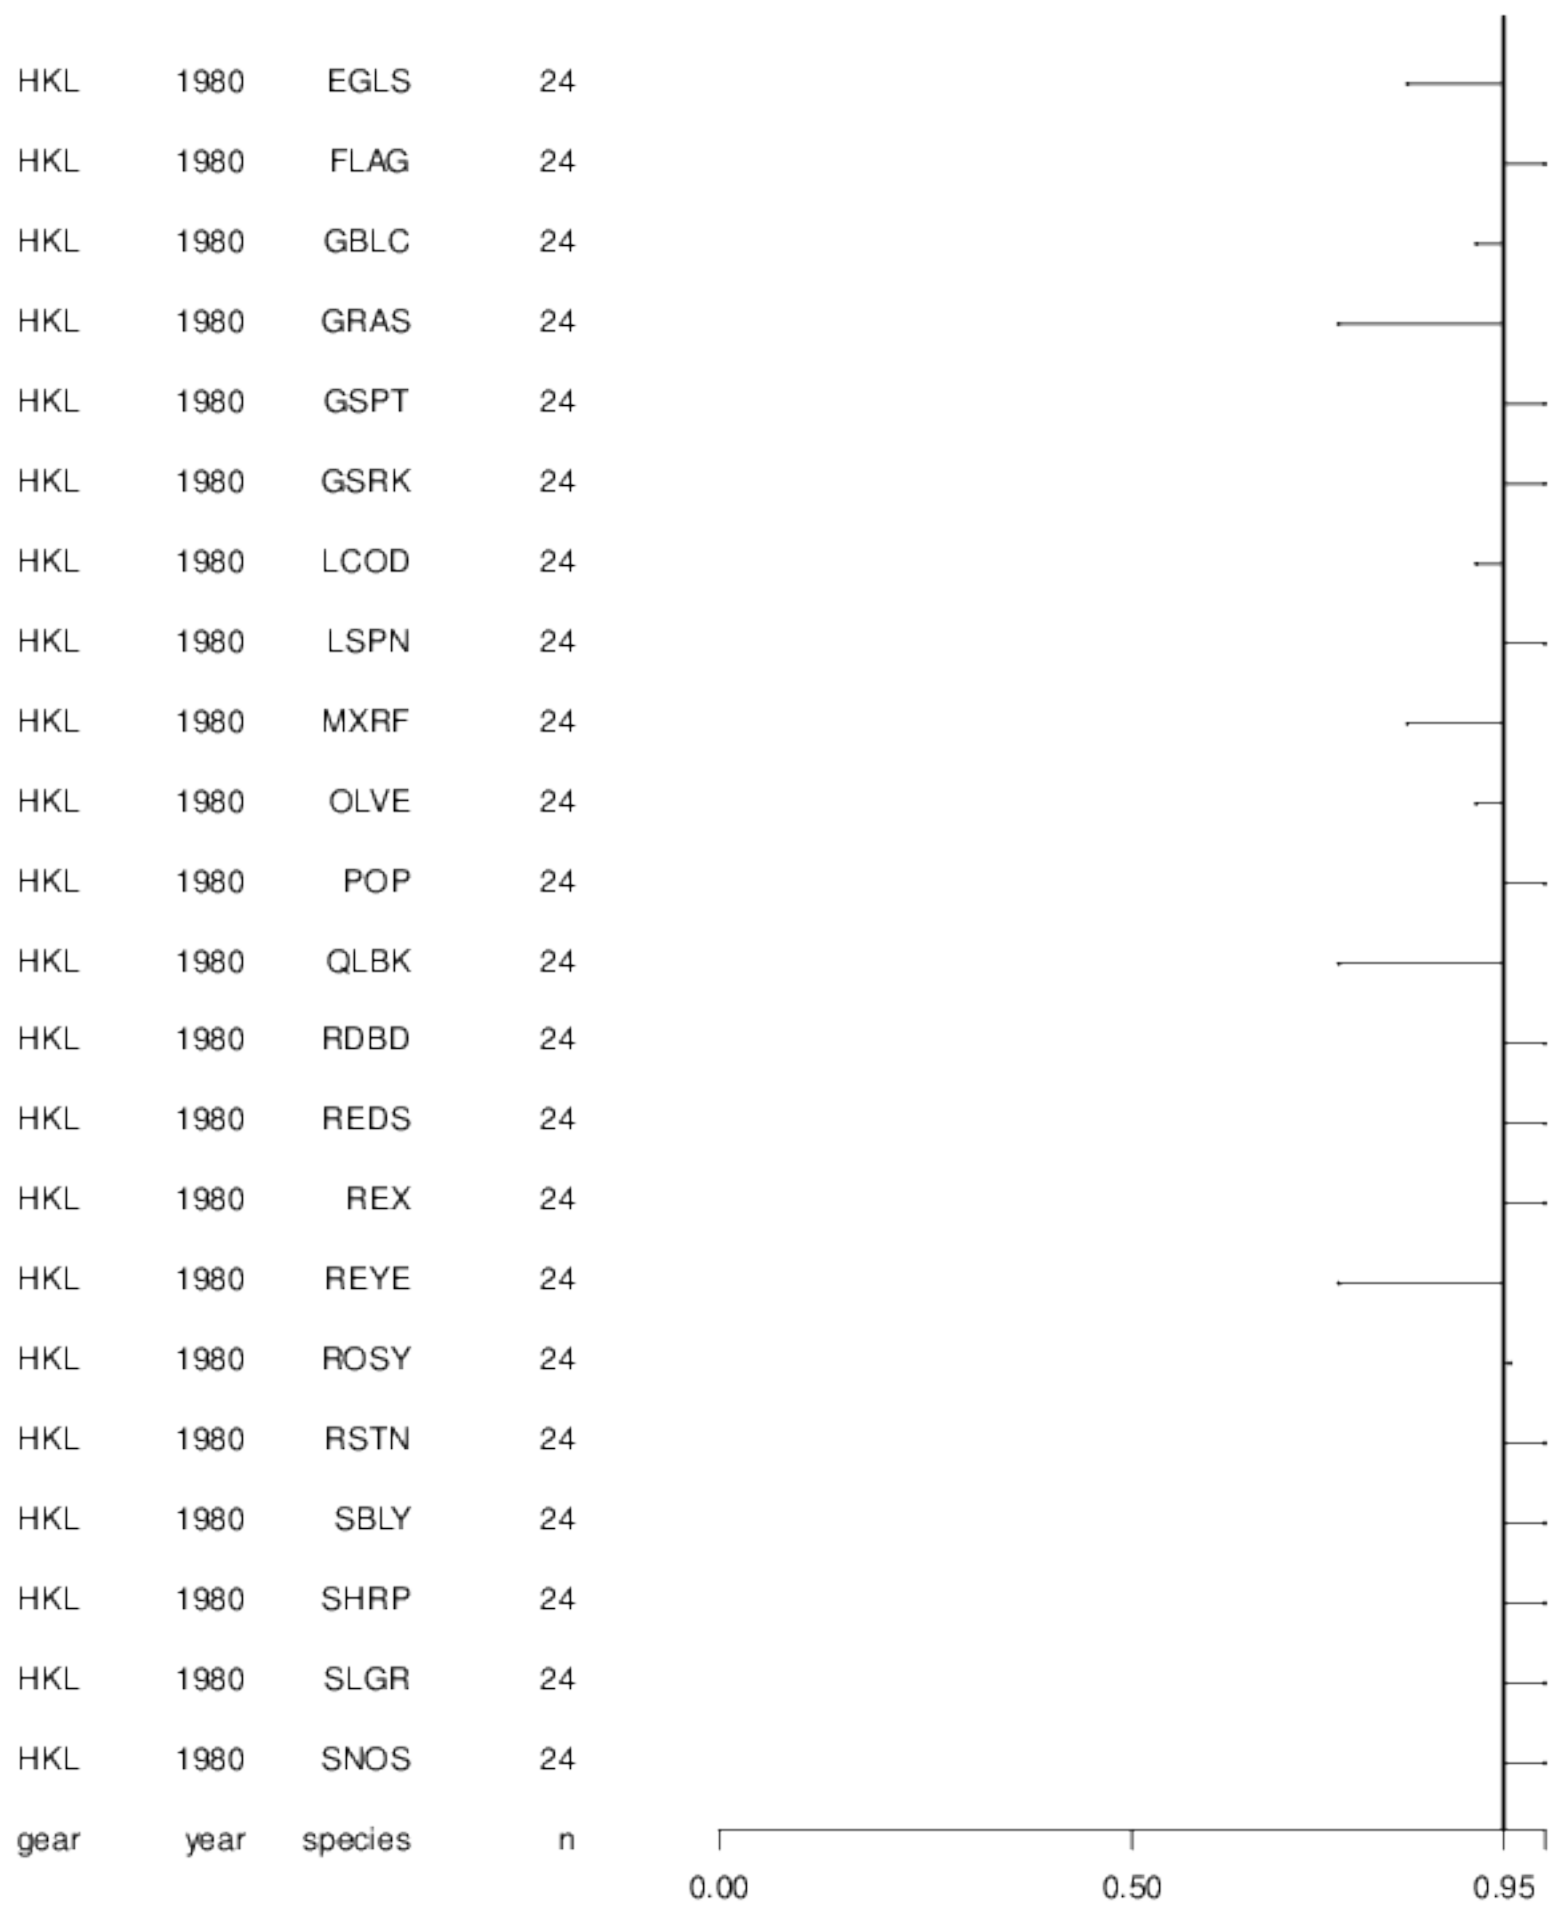 HKL 1980 EGLS 24
HKL 1980 FLAG 24
HKL 1980 GBLC 24
HKL 1980 GRAS 24
HKL 1980 GSPT 24
HKL 1980 GSRK 24
HKL 1980 LCOD 24
HKL 1980 LSPN 24
HKL 1980 MXRF 24
HKL 1980 OLVE 24
HKL 1980 POP 24
HKL 1980 QLBK 24
HKL 1980 RDBD 24
HKL 1980 REDS 24
HKL 1980 REX 24
HKL 1980 REYE 24
HKL 1980 ROSY 24
HKL 1980 RSTN 24
HKL 1980 SBLY 24
HKL 1980 SHRP 24
HKL 1980 SLGR 24
HKL 1980 SNOS 24
gear year species n
0.00 0.50 0.95